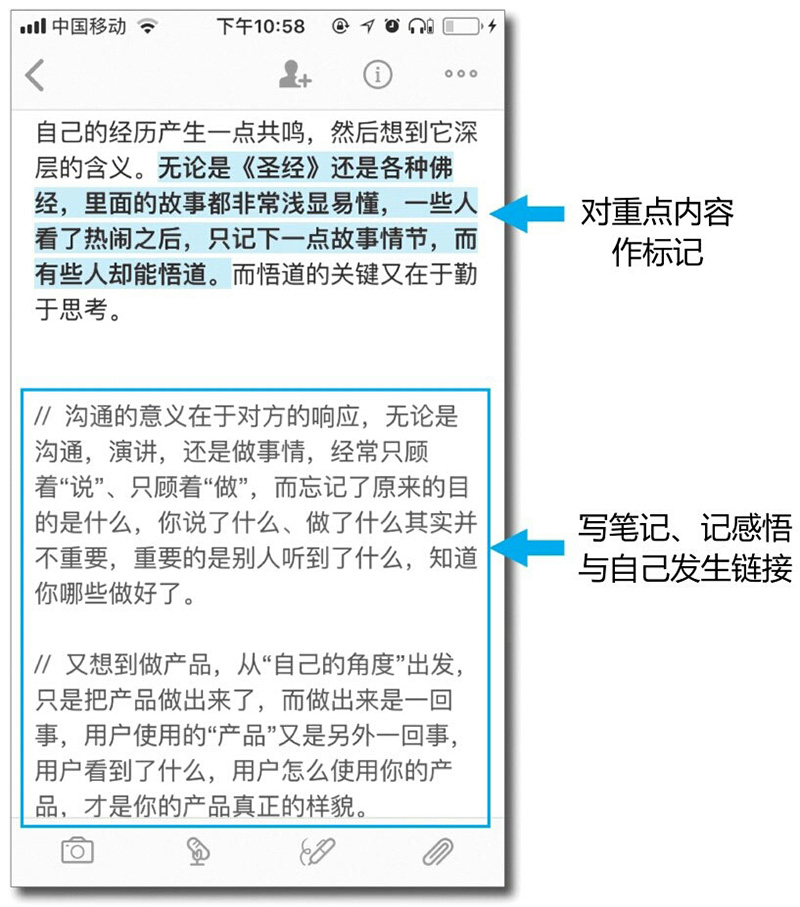 中国移动 下午10:58
自己的经历产生一点共鸣，然后想到它深
层的含义。无论是《圣经》还是各种佛
经，里面的故事都非常浅显易懂，一些人
看了热闹之后，只记下一点故事情节，而
有些人却能悟道。而悟道的关键又在于勤
于思考。
对重点内容
作标记
// 沟通的意义在于对方的响应，无论是
沟通，演讲，还是做事情，经常只顾
着“说”、只顾着“做”，而忘记了原来的目
的是什么，你说了什么、做了什么其实并
不重要，重要的是别人听到了什么，知道
你哪些做好了。
// 又想到做产品，从“自己的角度”出发，
只是把产品做出来了，而做出来是一回
事，用户使用的“产品”又是另外一回事，
用户看到了什么，用户怎么使用你的产
品，才是你的产品真正的样貌。
写笔记、记感悟
与自己发生链接